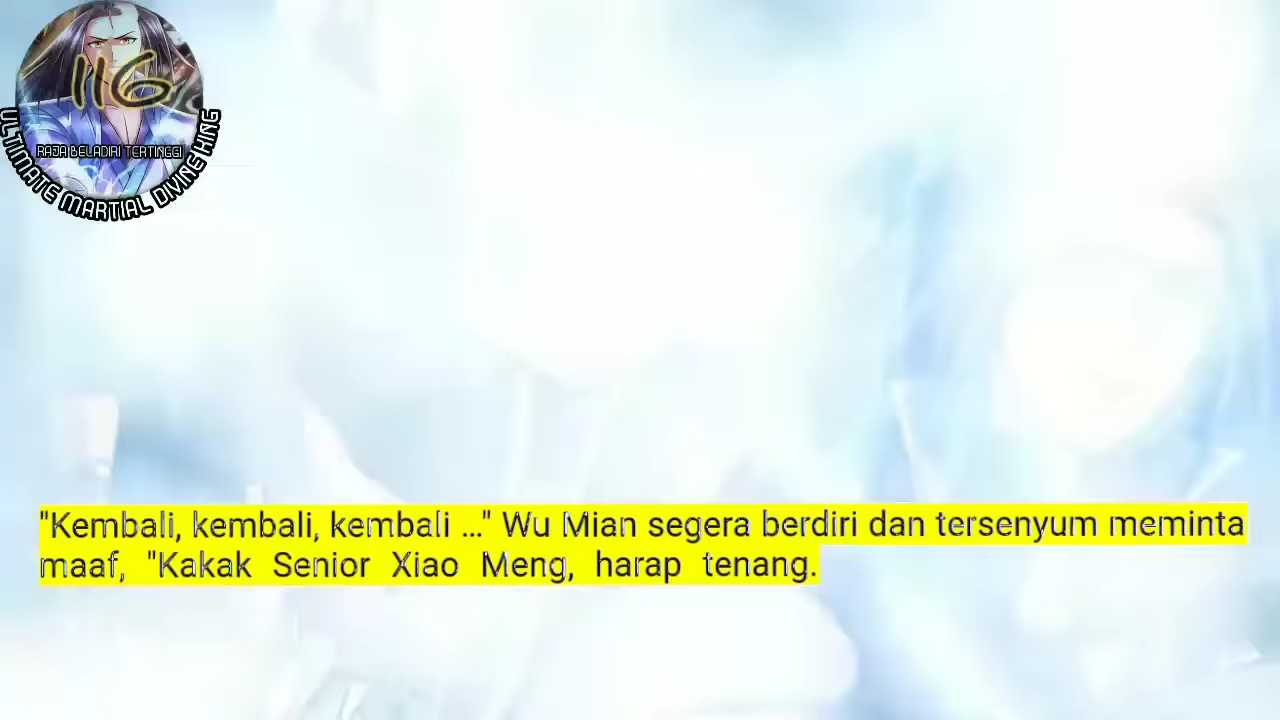 116
RAJA BELADIRI TERTINGGI
ULTIMATE MARTIAL DIVINE KING
"Kembali, kembali, kembali ..." Wu Mian segera berdiri dan tersenyum meminta
maaf, "Kakak Senior Xiao Meng, harap tenang.